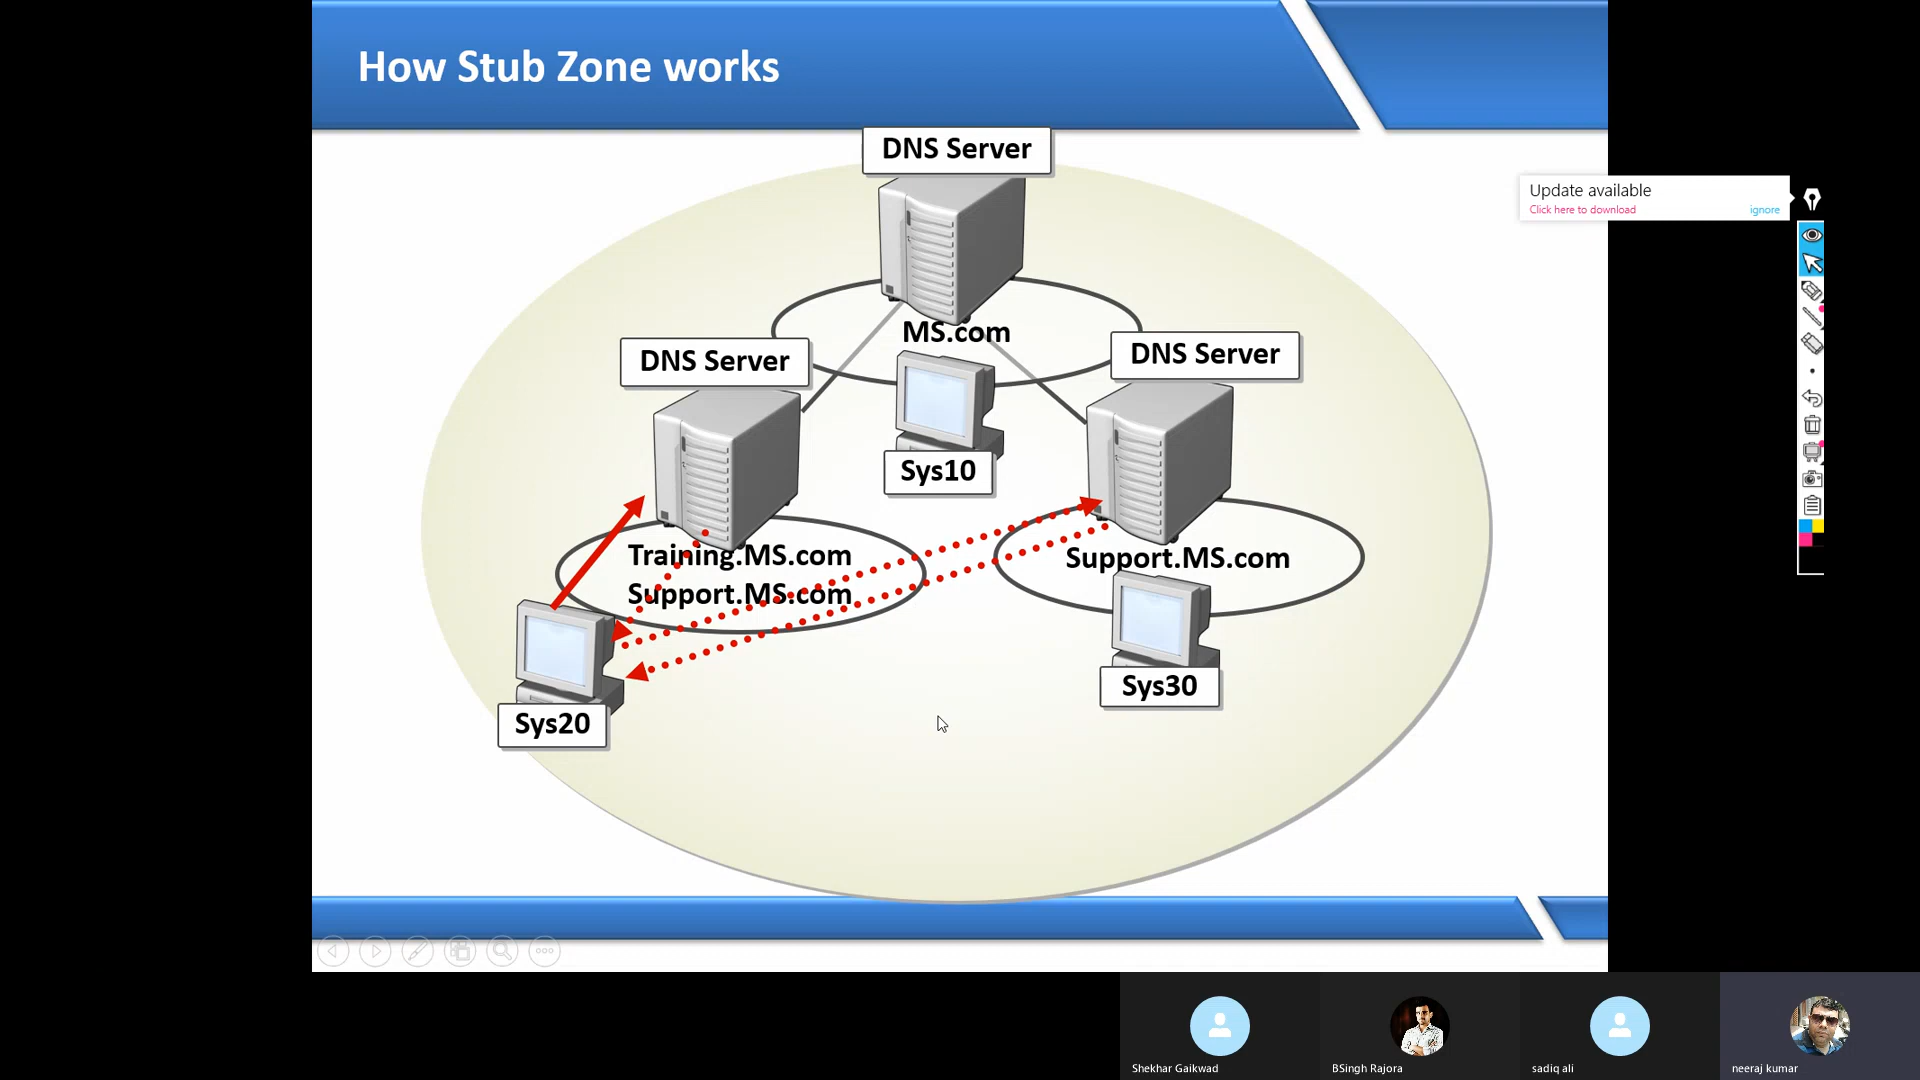 How Stub Zone works
DNS Server
Update available
Click here to download
ignore
MS.com
DNS Server
DNS Server
Sys10
Training.MS.com
Support.MS.com
Support.MS.com
Sys30
Sys20
Shekhar Gaikwad
BSingh Rajora
sadiq ali
neeraj kumar